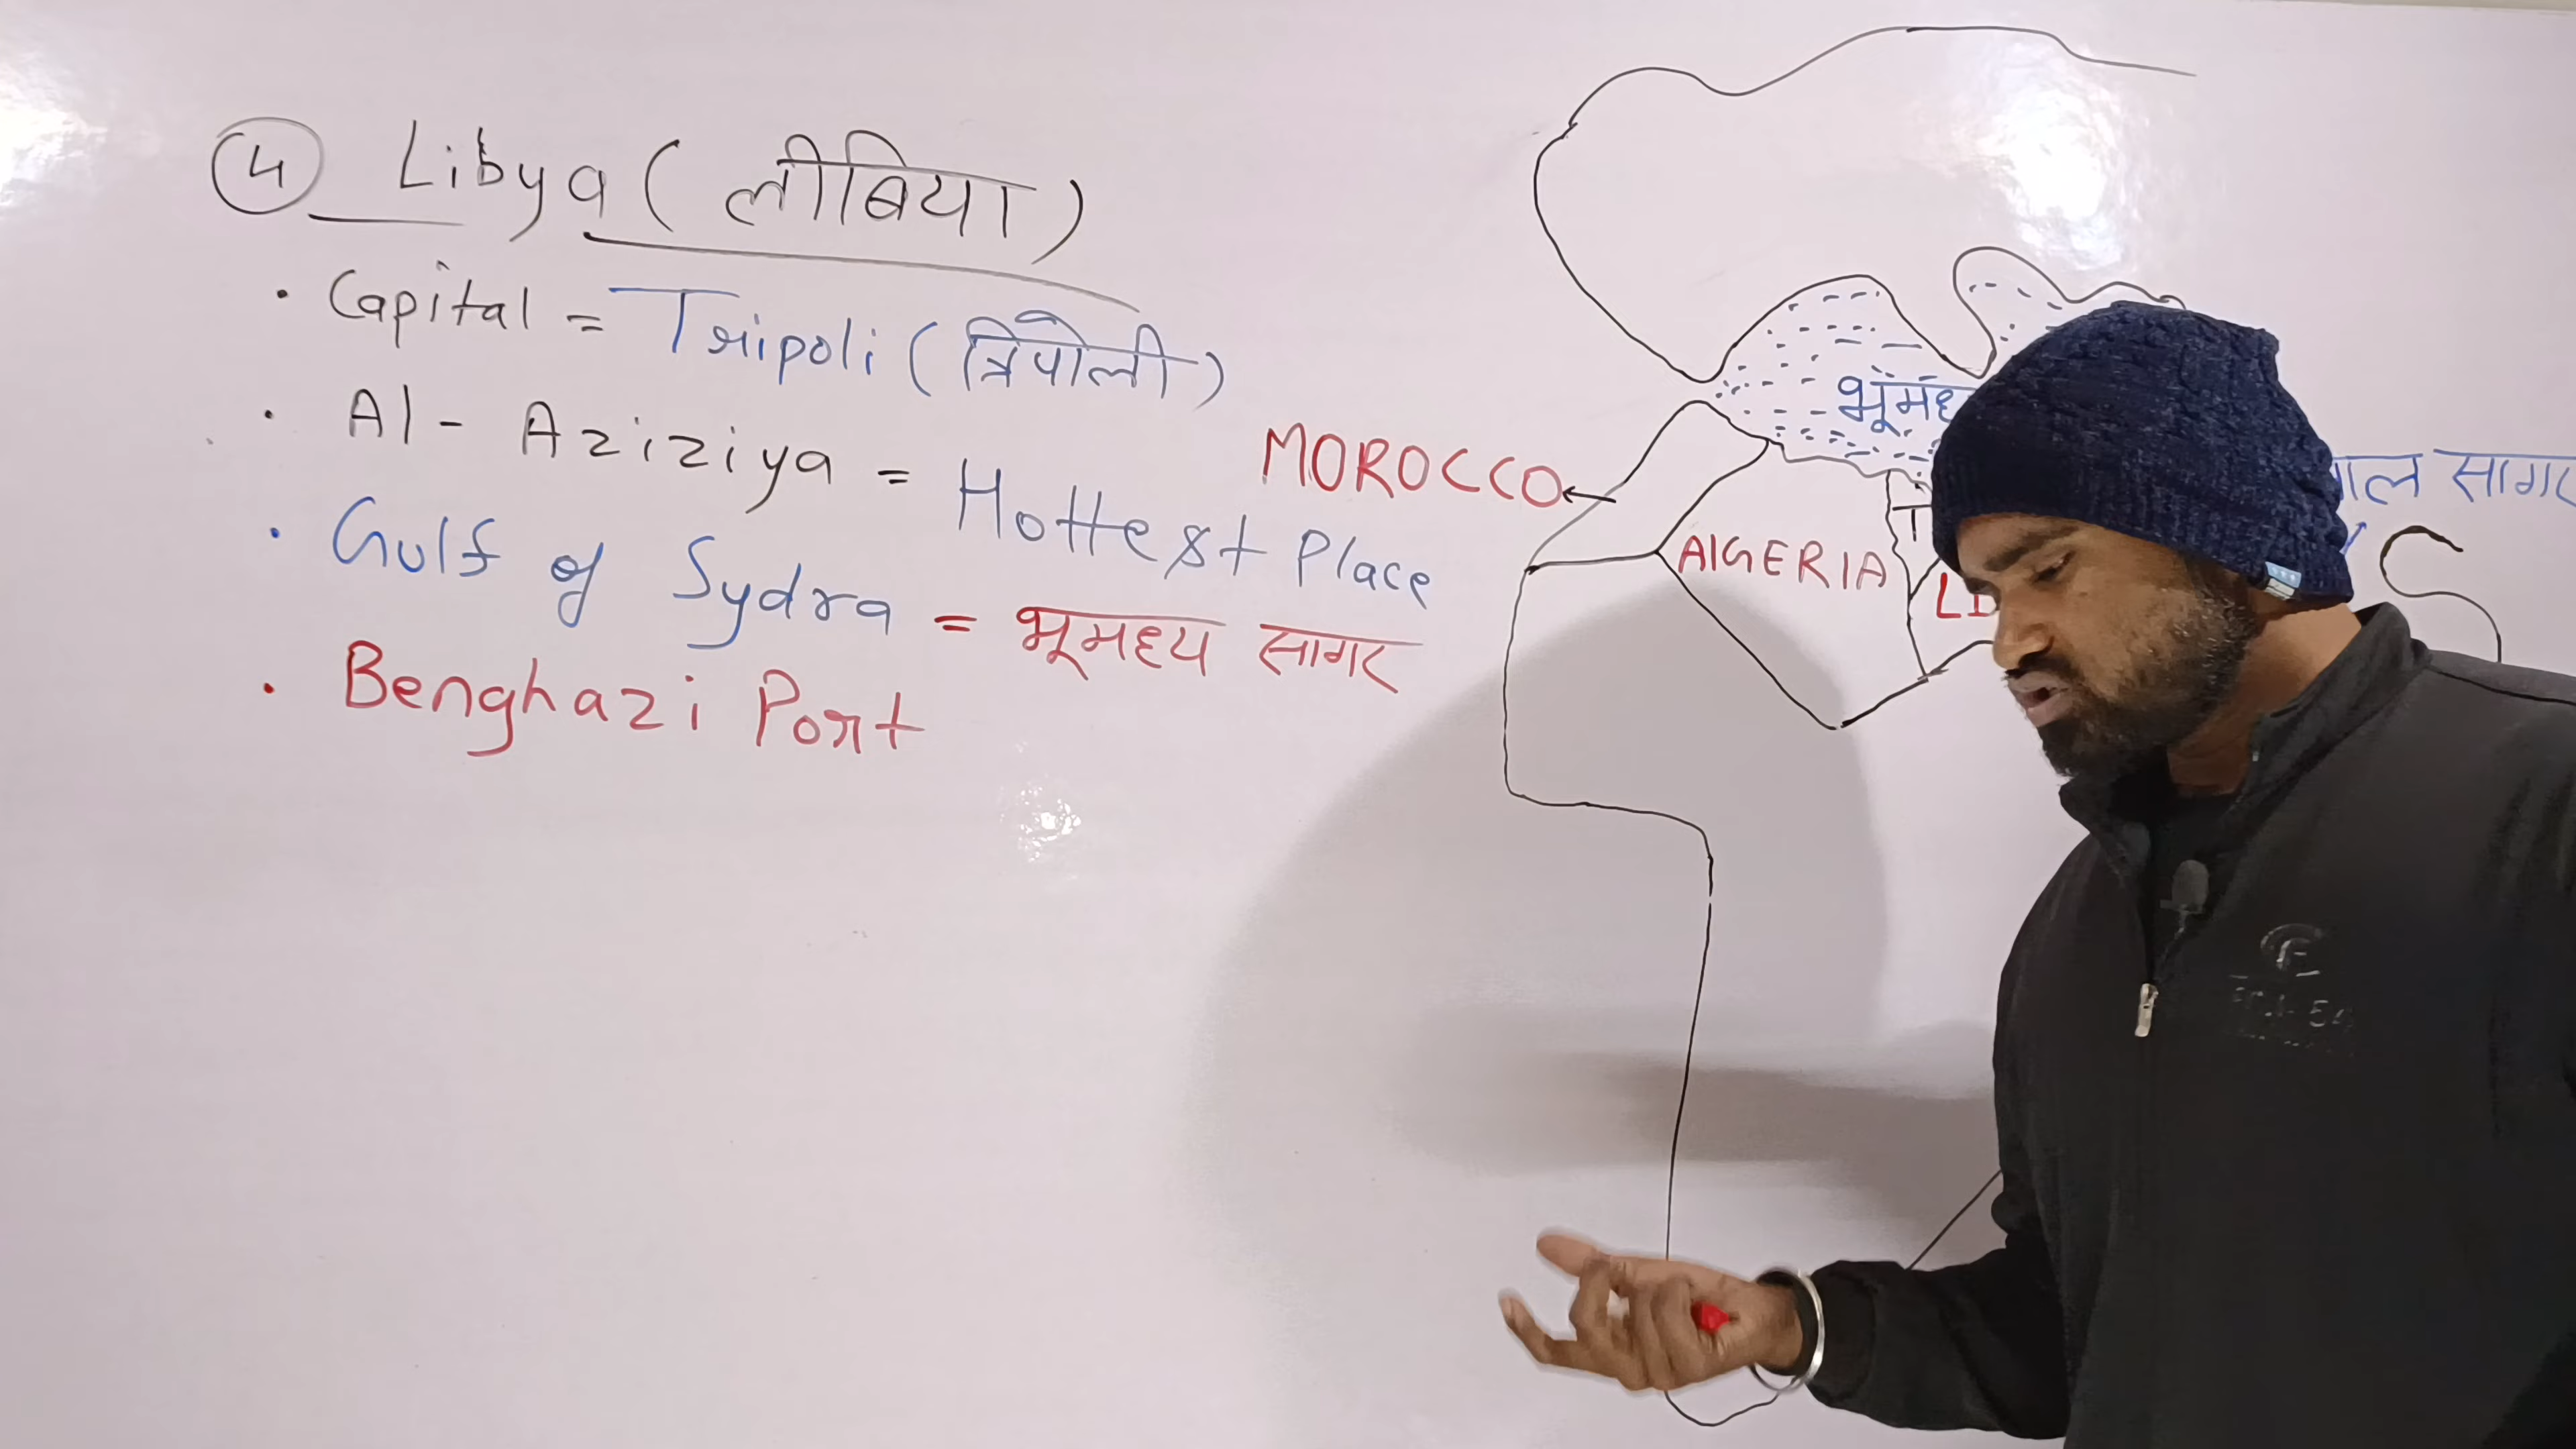 4 Libya (लीबिया)
• Capital = Tripoli (त्रिपोली)
• Al - Aziziya = Hottest Place
• Gulf of Sydra = भूमध्य सागर
• Benghazi Port
भूमध
MOROCCO
ALGERIA
T
LI
सागर